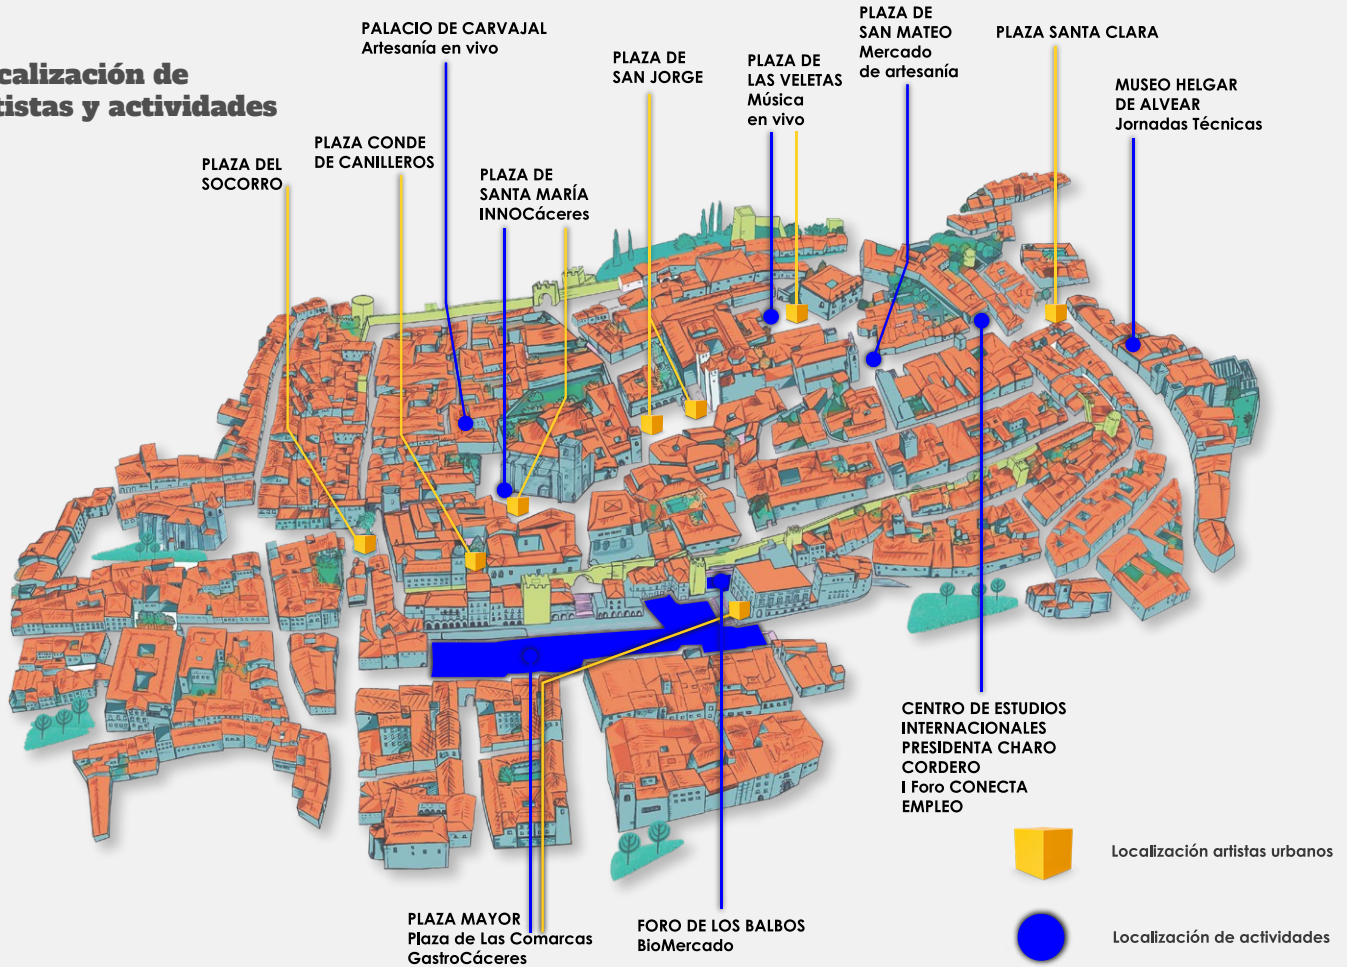 calización de
tistas y actividades
PALACIO DE CARVAJAL
Artesanía en vivo
PLAZA DE
SAN JORGE
PLAZA DE
LAS VELETAS
Música
en vivo
PLAZA DE
SAN MATEO
Mercado
de artesanía
PLAZA SANTA CLARA
MUSEO HELGAR
DE ALVEAR
Jornadas Técnicas
PLAZA CONDE
DE CANILLEROS
PLAZA DEL
SOCORRO
PLAZA DE
SANTA MARÍA
INNOCáceres
CENTRO DE ESTUDIOS
INTERNACIONALES
PRESIDENTA CHARO
CORDERO
I Foro CONECTA
EMPLEO
PLAZA MAYOR
Plaza de Las Comarcas
GastroCáceres
FORO DE LOS BALBOS
BioMercado
Localización artistas urbanos
Localización de actividades